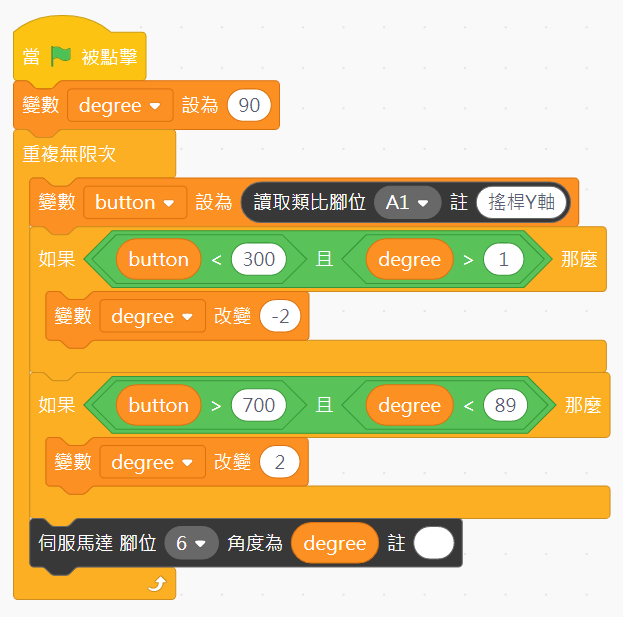 當 被點擊
變數 degree 設為 90
重複無限次
變數 button 設為 讀取類比腳位 A1 註 搖桿Y軸
如果 button < 300 且 degree > 1 那麼
變數 degree 改變 -2
如果 button > 700 且 degree < 89 那麼
變數 degree 改變 2
伺服馬達 腳位 6 角度為 degree 註